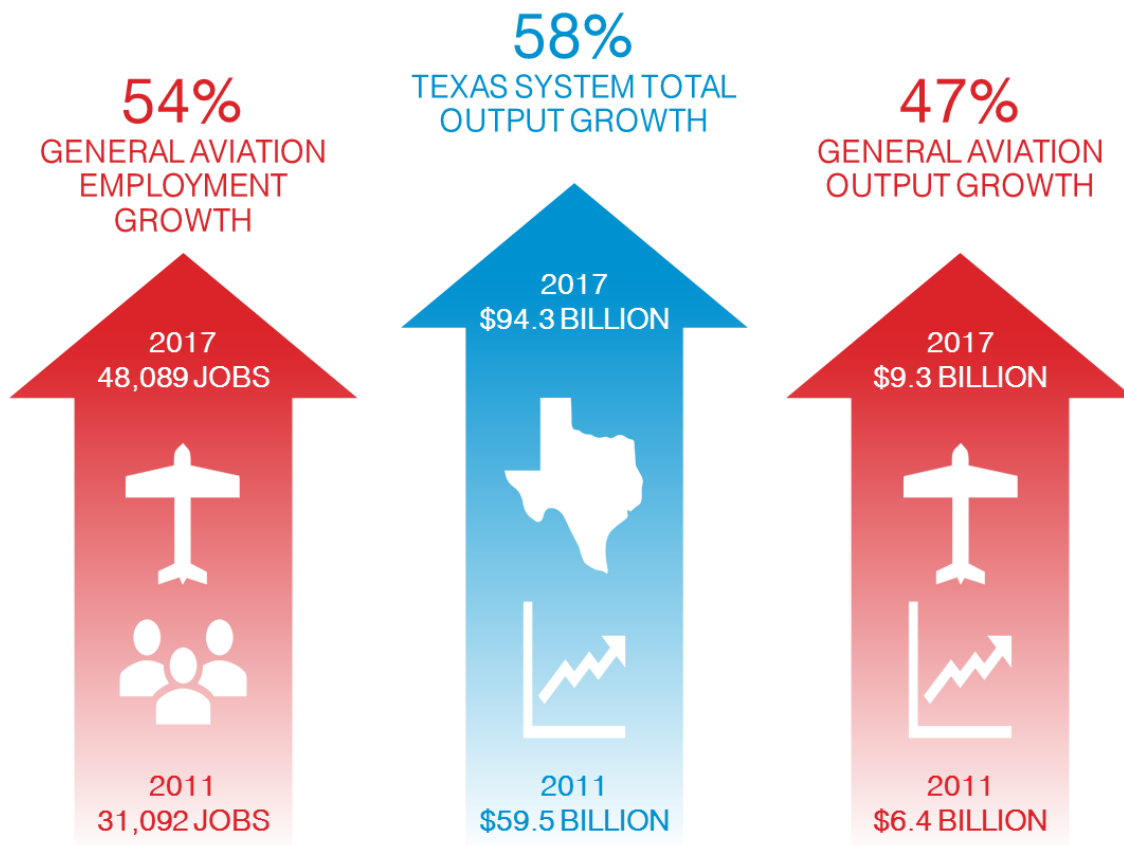 54%
GENERAL AVIATION
EMPLOYMENT
GROWTH
2017
48,089 JOBS
2011
31,092 JOBS
58%
TEXAS SYSTEM TOTAL
OUTPUT GROWTH
2017
$94.3 BILLION
2011
$59.5 BILLION
47%
GENERAL AVIATION
OUTPUT GROWTH
2017
$9.3 BILLION
2011
$6.4 BILLION